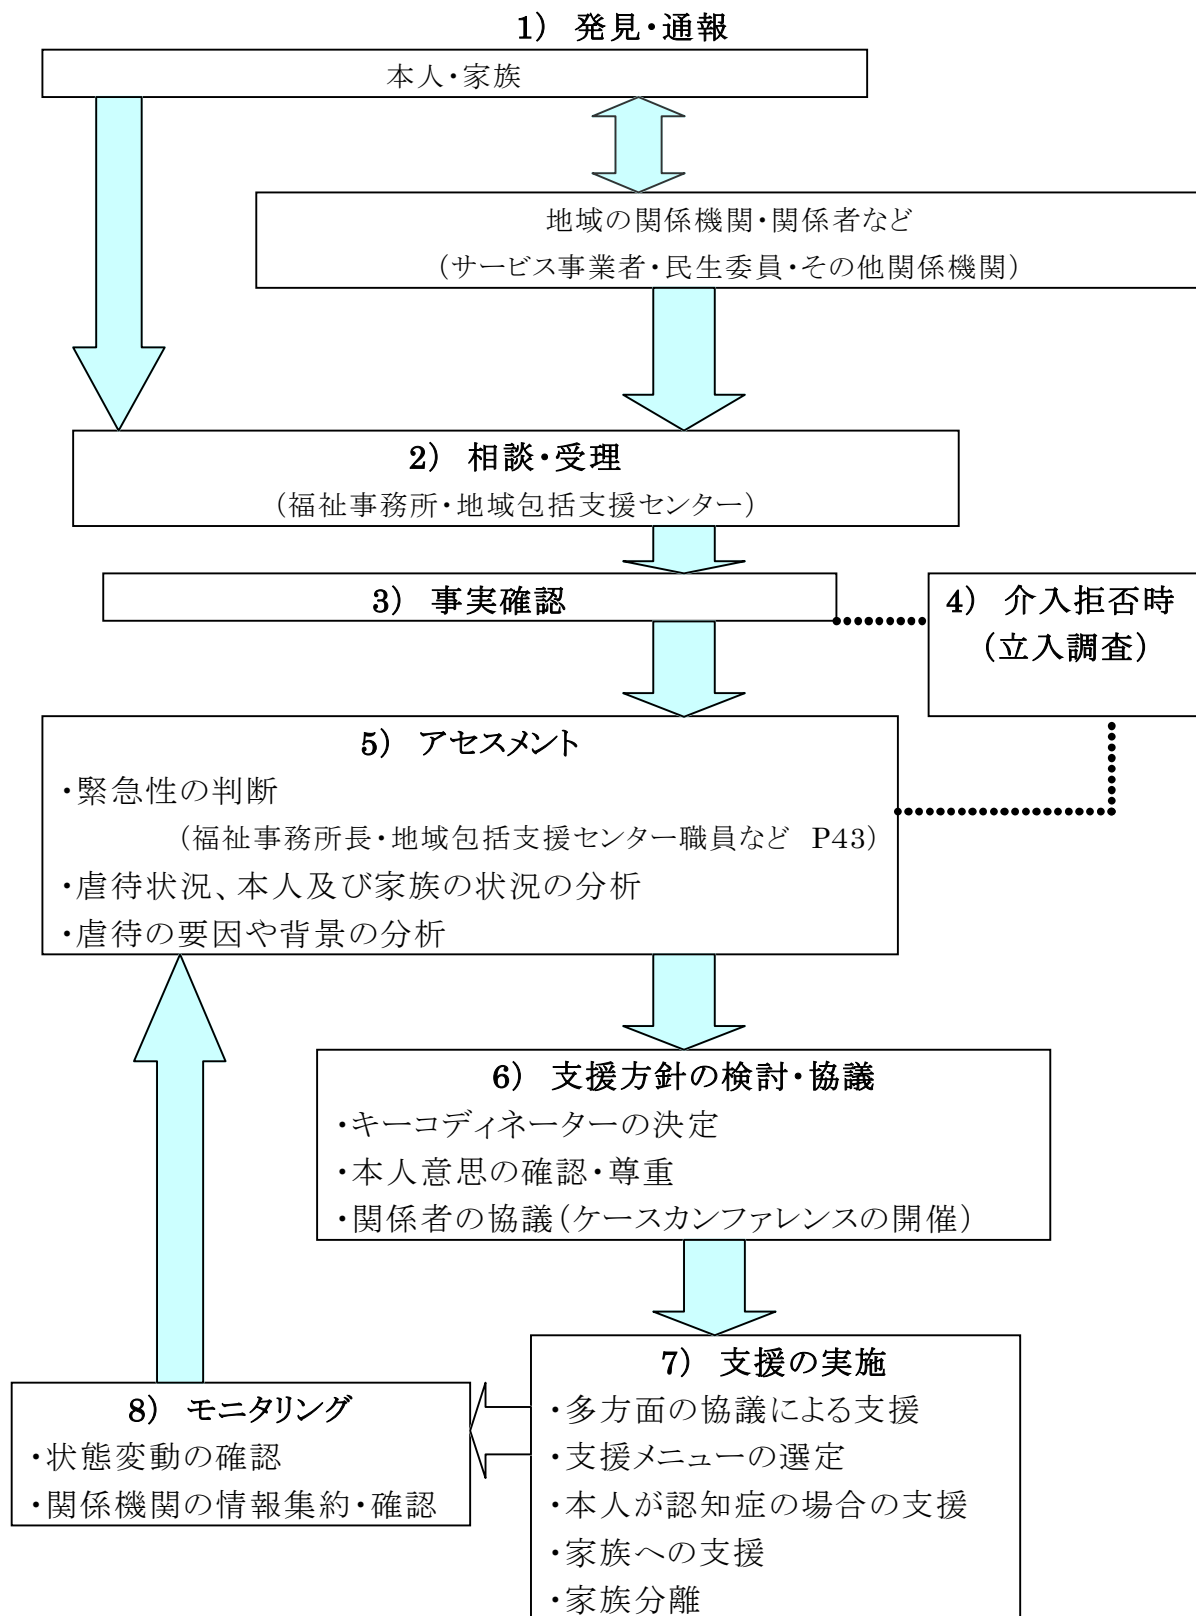 1） 発見・通報
本人・家族
地域の関係機関・関係者など
（サービス事業者・民生委員・その他関係機関）
2） 相談・受理
（福祉事務所・地域包括支援センター）
3） 事実確認
4） 介入拒否時
（立入調査）
5） アセスメント
・緊急性の判断
（福祉事務所長・地域包括支援センター職員など P43）
・虐待状況、本人及び家族の状況の分析
・虐待の要因や背景の分析
6） 支援方針の検討・協議
・キーコディネーターの決定
・本人意思の確認・尊重
・関係者の協議（ケースカンファレンスの開催）
7） 支援の実施
・多方面の協議による支援
・支援メニューの選定
・本人が認知症の場合の支援
・家族への支援
・家族分離
8） モニタリング
・状態変動の確認
・関係機関の情報集約・確認